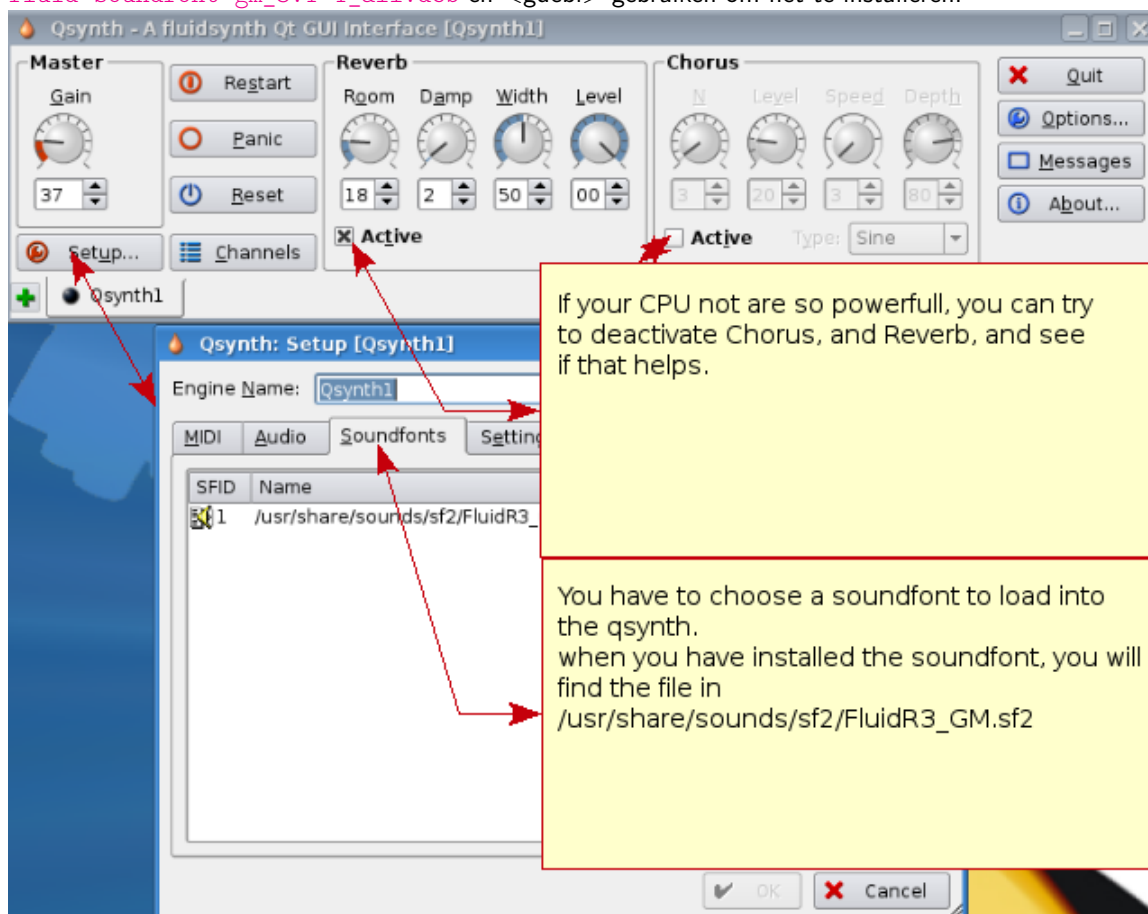 Qsynth - A fluidsynth Qt GUI Interface [Qsynth1]
Master
Gain
37
Setup...
Restart
Panic
Reset
Channels
Reverb
Room Damp Width Level
18 2 50 00
Active
Chorus
N Level Speed Depth
3 20 3 80
Active Type: Sine
Quit
Options...
Messages
About...
Qsynth1
If your CPU not are so powerfull, you can try
to deactivate Chorus, and Reverb, and see
if that helps.
Qsynth: Setup [Qsynth1]
Engine Name: Qsynth1
MIDI Audio Soundfonts Setting
SFID Name
1 /usr/share/sounds/sf2/FluidR3_
You have to choose a soundfont to load into
the qsynth.
when you have installed the soundfont, you will
find the file in
/usr/share/sounds/sf2/FluidR3_GM.sf2
OK Cancel